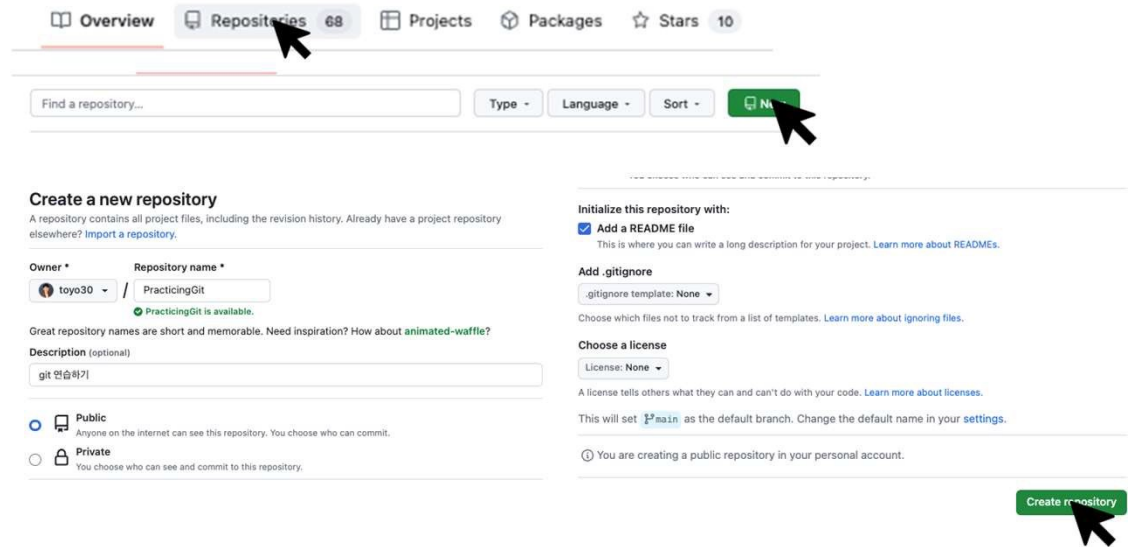 Overview Repositories 68 Projects Packages Stars 10
Find a repository... Type Language Sort
Create a new repository
A repository contains all project files, including the revision history. Already have a project repository
elsewhere? Import a repository.
Owner * Repository name *
toyo30 / PracticingGit
PracticingGit is available.
Great repository names are short and memorable. Need inspiration? How about animated-waffle?
Description (optional)
git 연습하기
Public
Anyone on the internet can see this repository. You choose who can commit.
Private
You choose who can see and commit to this repository.
Initialize this repository with:
Add a README file
This is where you can write a long description for your project. Learn more about READMEs.
Add .gitignore
.gitignore template: None
Choose which files not to track from a list of templates. Learn more about ignoring files.
Choose a license
License: None
A license tells others what they can and can't do with your code. Learn more about licenses.
This will set main as the default branch. Change the default name in your settings.
You are creating a public repository in your personal account.
Create repository